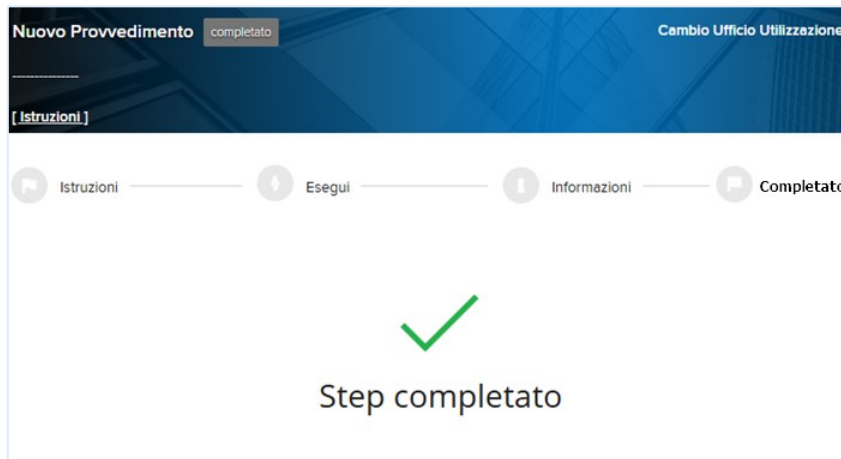 Nuovo Provvedimento completato Cambio Ufficio Utilizzazione
---------------
[ Istruzioni ]
Istruzioni Esegui Informazioni Completato
Step completato